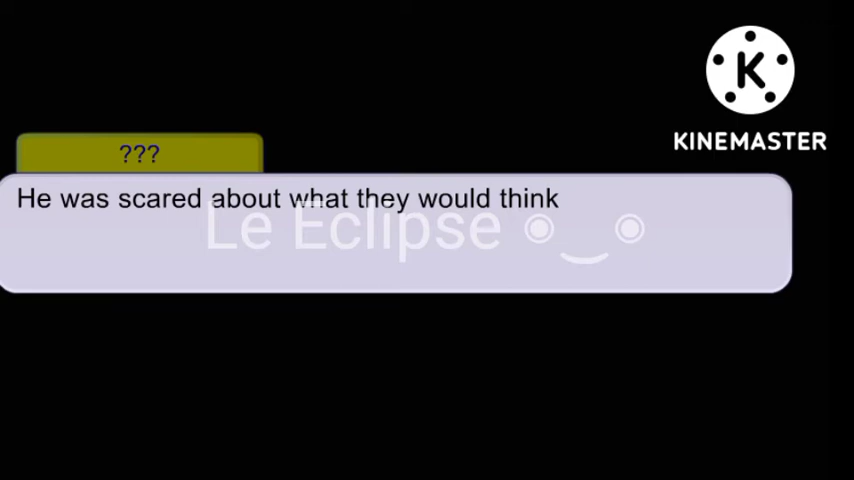 K
KINEMASTER
???
He was scared about what they would think
Le Eclipse ◉‿◉